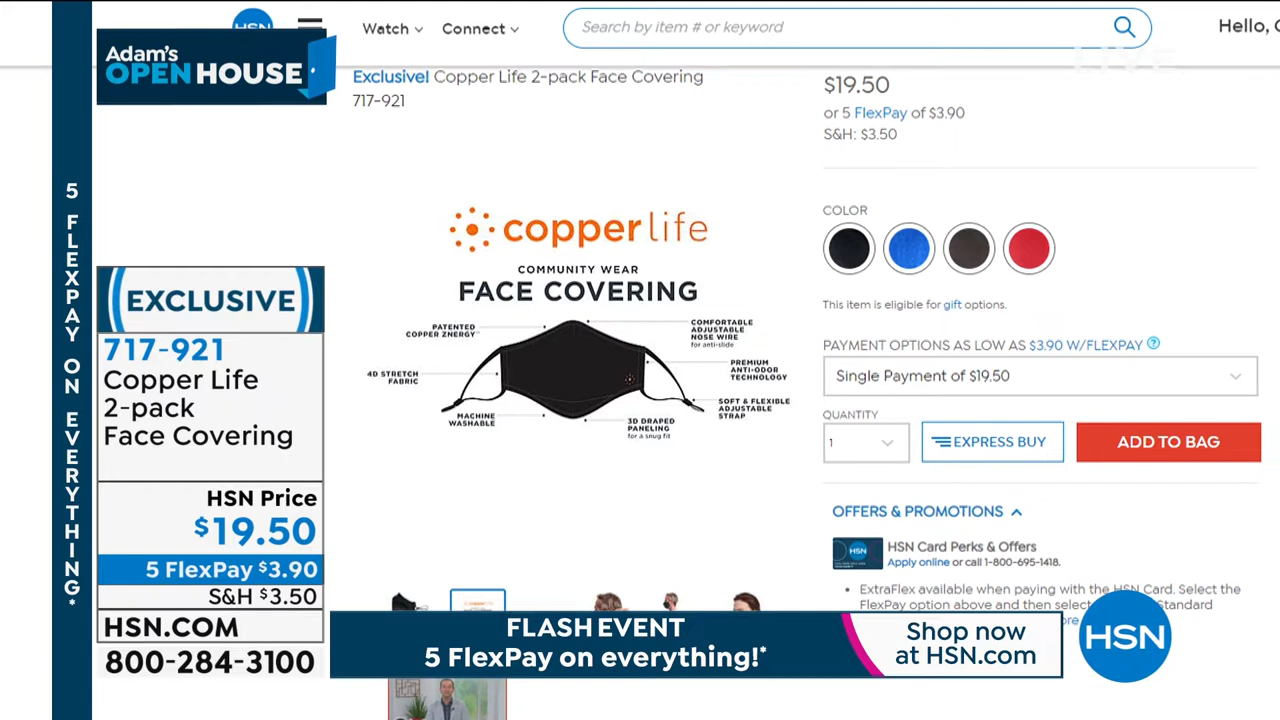 HSN
Watch
Connect
Search by item # or keyword
Hello,
LIVE
Adam's
OPEN HOUSE
5 FLEXPAY ON EVERYTHING!*
Exclusive! Copper Life 2-pack Face Covering
717-921
$19.50
or 5 FlexPay of $3.90
S&H: $3.50
COLOR
This item is eligible for gift options.
PAYMENT OPTIONS AS LOW AS $3.90 W/FLEXPAY ?
Single Payment of $19.50
QUANTITY
1
EXPRESS BUY
ADD TO BAG
OFFERS & PROMOTIONS
HSN
HSN Card Perks & Offers
Apply online or call 1-800-695-1418.
• ExtraFlex available when paying with the HSN Card. Select the
FlexPay option above and then select Standard
copperlife
COMMUNITY WEAR
FACE COVERING
PATENTED
COPPER ZNERGY™
4D STRETCH
FABRIC
MACHINE
WASHABLE
COMFORTABLE
ADJUSTABLE
NOSE WIRE
for anti-slide
PREMIUM
ANTI-ODOR
TECHNOLOGY
SOFT & FLEXIBLE
ADJUSTABLE
STRAP
3D DRAPED
PANELING
for a snug fit
EXCLUSIVE
717-921
Copper Life
2-pack
Face Covering
HSN Price
$19.50
5 FlexPay $3.90
S&H $3.50
HSN.COM
800-284-3100
FLASH EVENT
5 FlexPay on everything!*
Shop now
at HSN.com
HSN